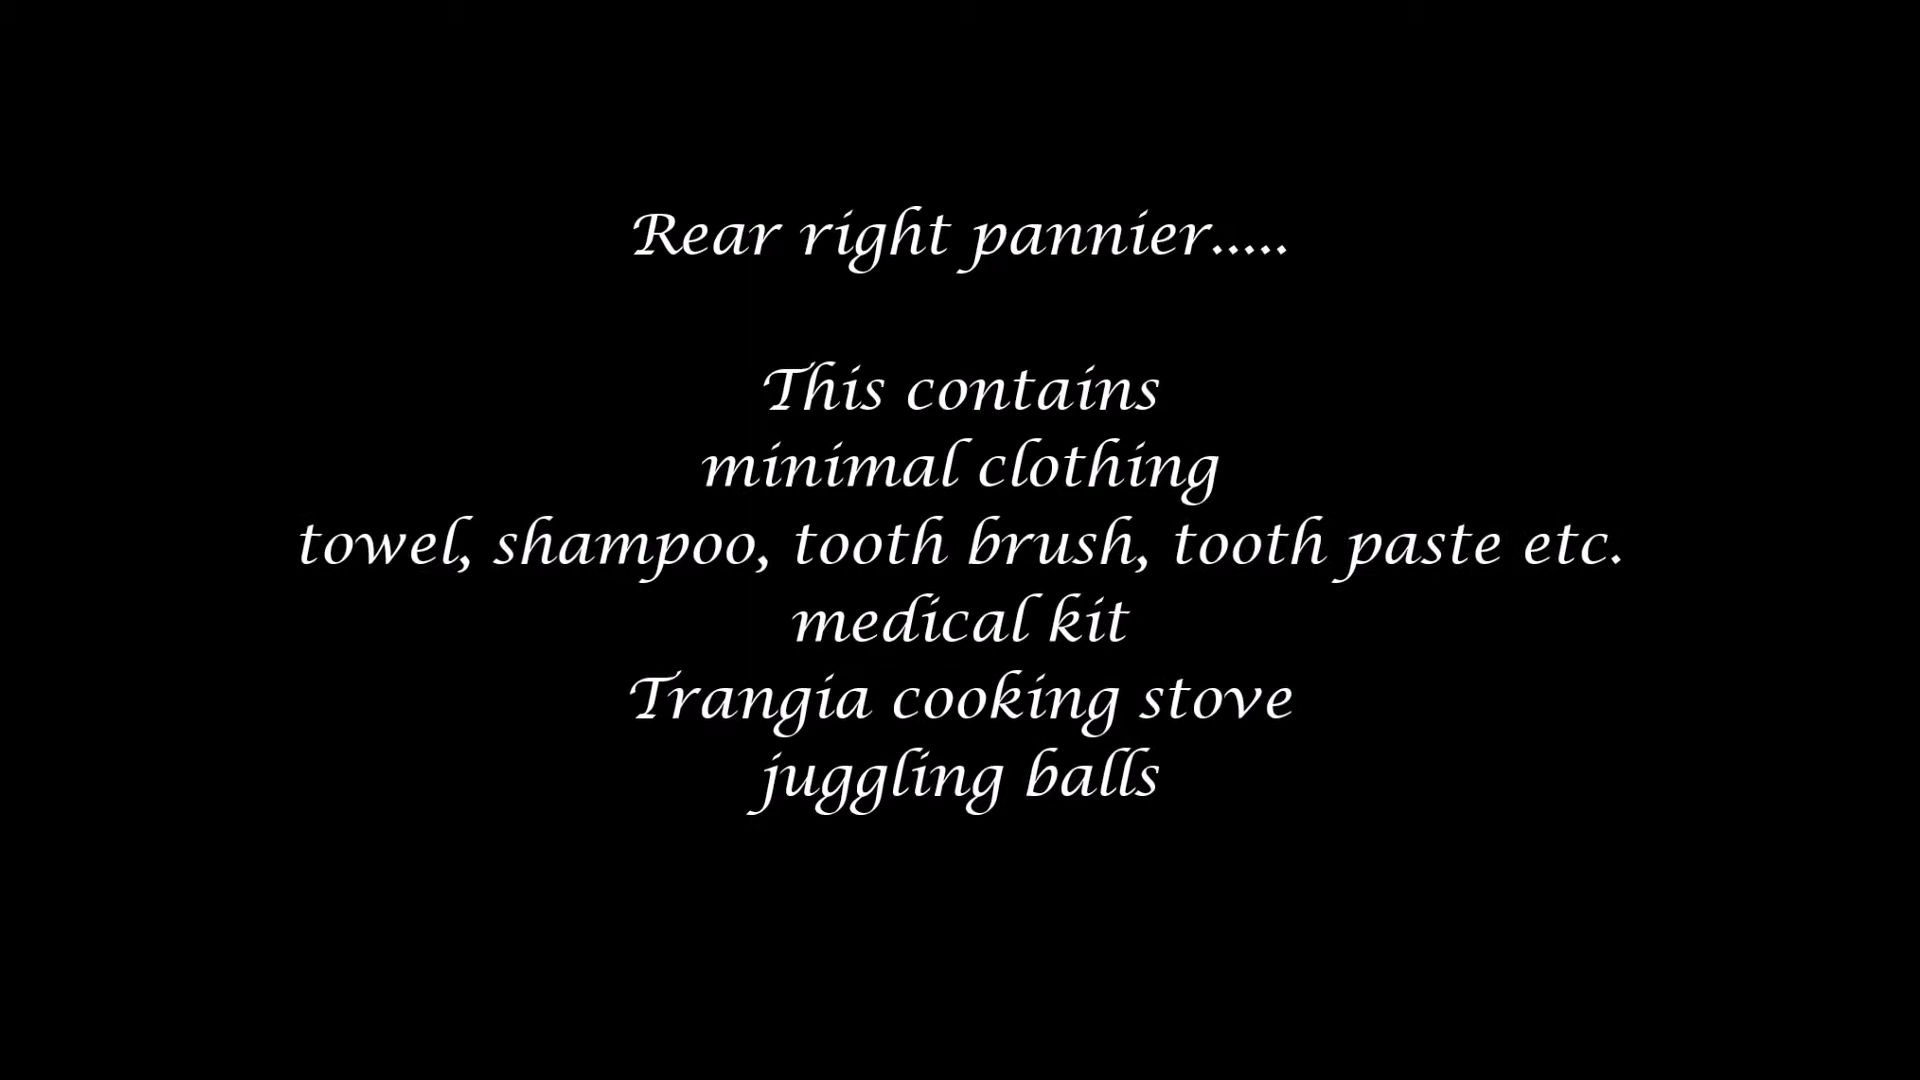 Rear right pannier.....
This contains
minimal clothing
towel, shampoo, tooth brush, tooth paste etc.
medical kit
Trangia cooking stove
juggling balls